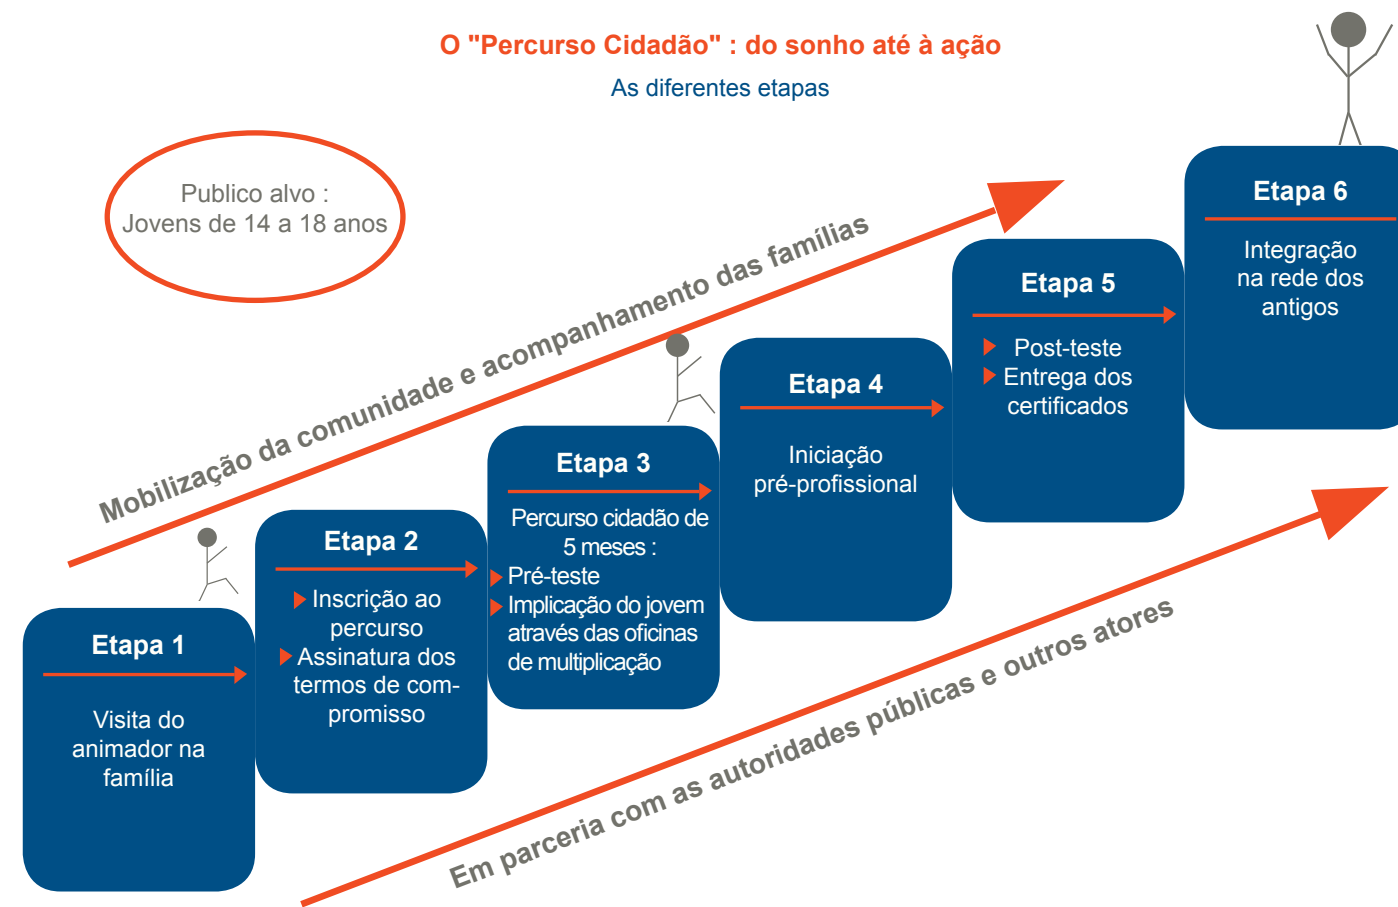 O "Percurso Cidadão" : do sonho até à ação
As diferentes etapas
Publico alvo :
Jovens de 14 a 18 anos
Mobilização da comunidade e acompanhamento das famílias
Etapa 1
Visita do
animador na
família
Etapa 2
Inscrição ao
percurso
Assinatura dos
termos de com-
promisso
Etapa 3
Percurso cidadão de
5 meses :
Pré-teste
Implicação do jovem
através das oficinas
de multiplicação
Etapa 4
Iniciação
pré-profissional
Etapa 5
Post-teste
Entrega dos
certificados
Etapa 6
Integração
na rede dos
antigos
Em parceria com as autoridades públicas e outros atores